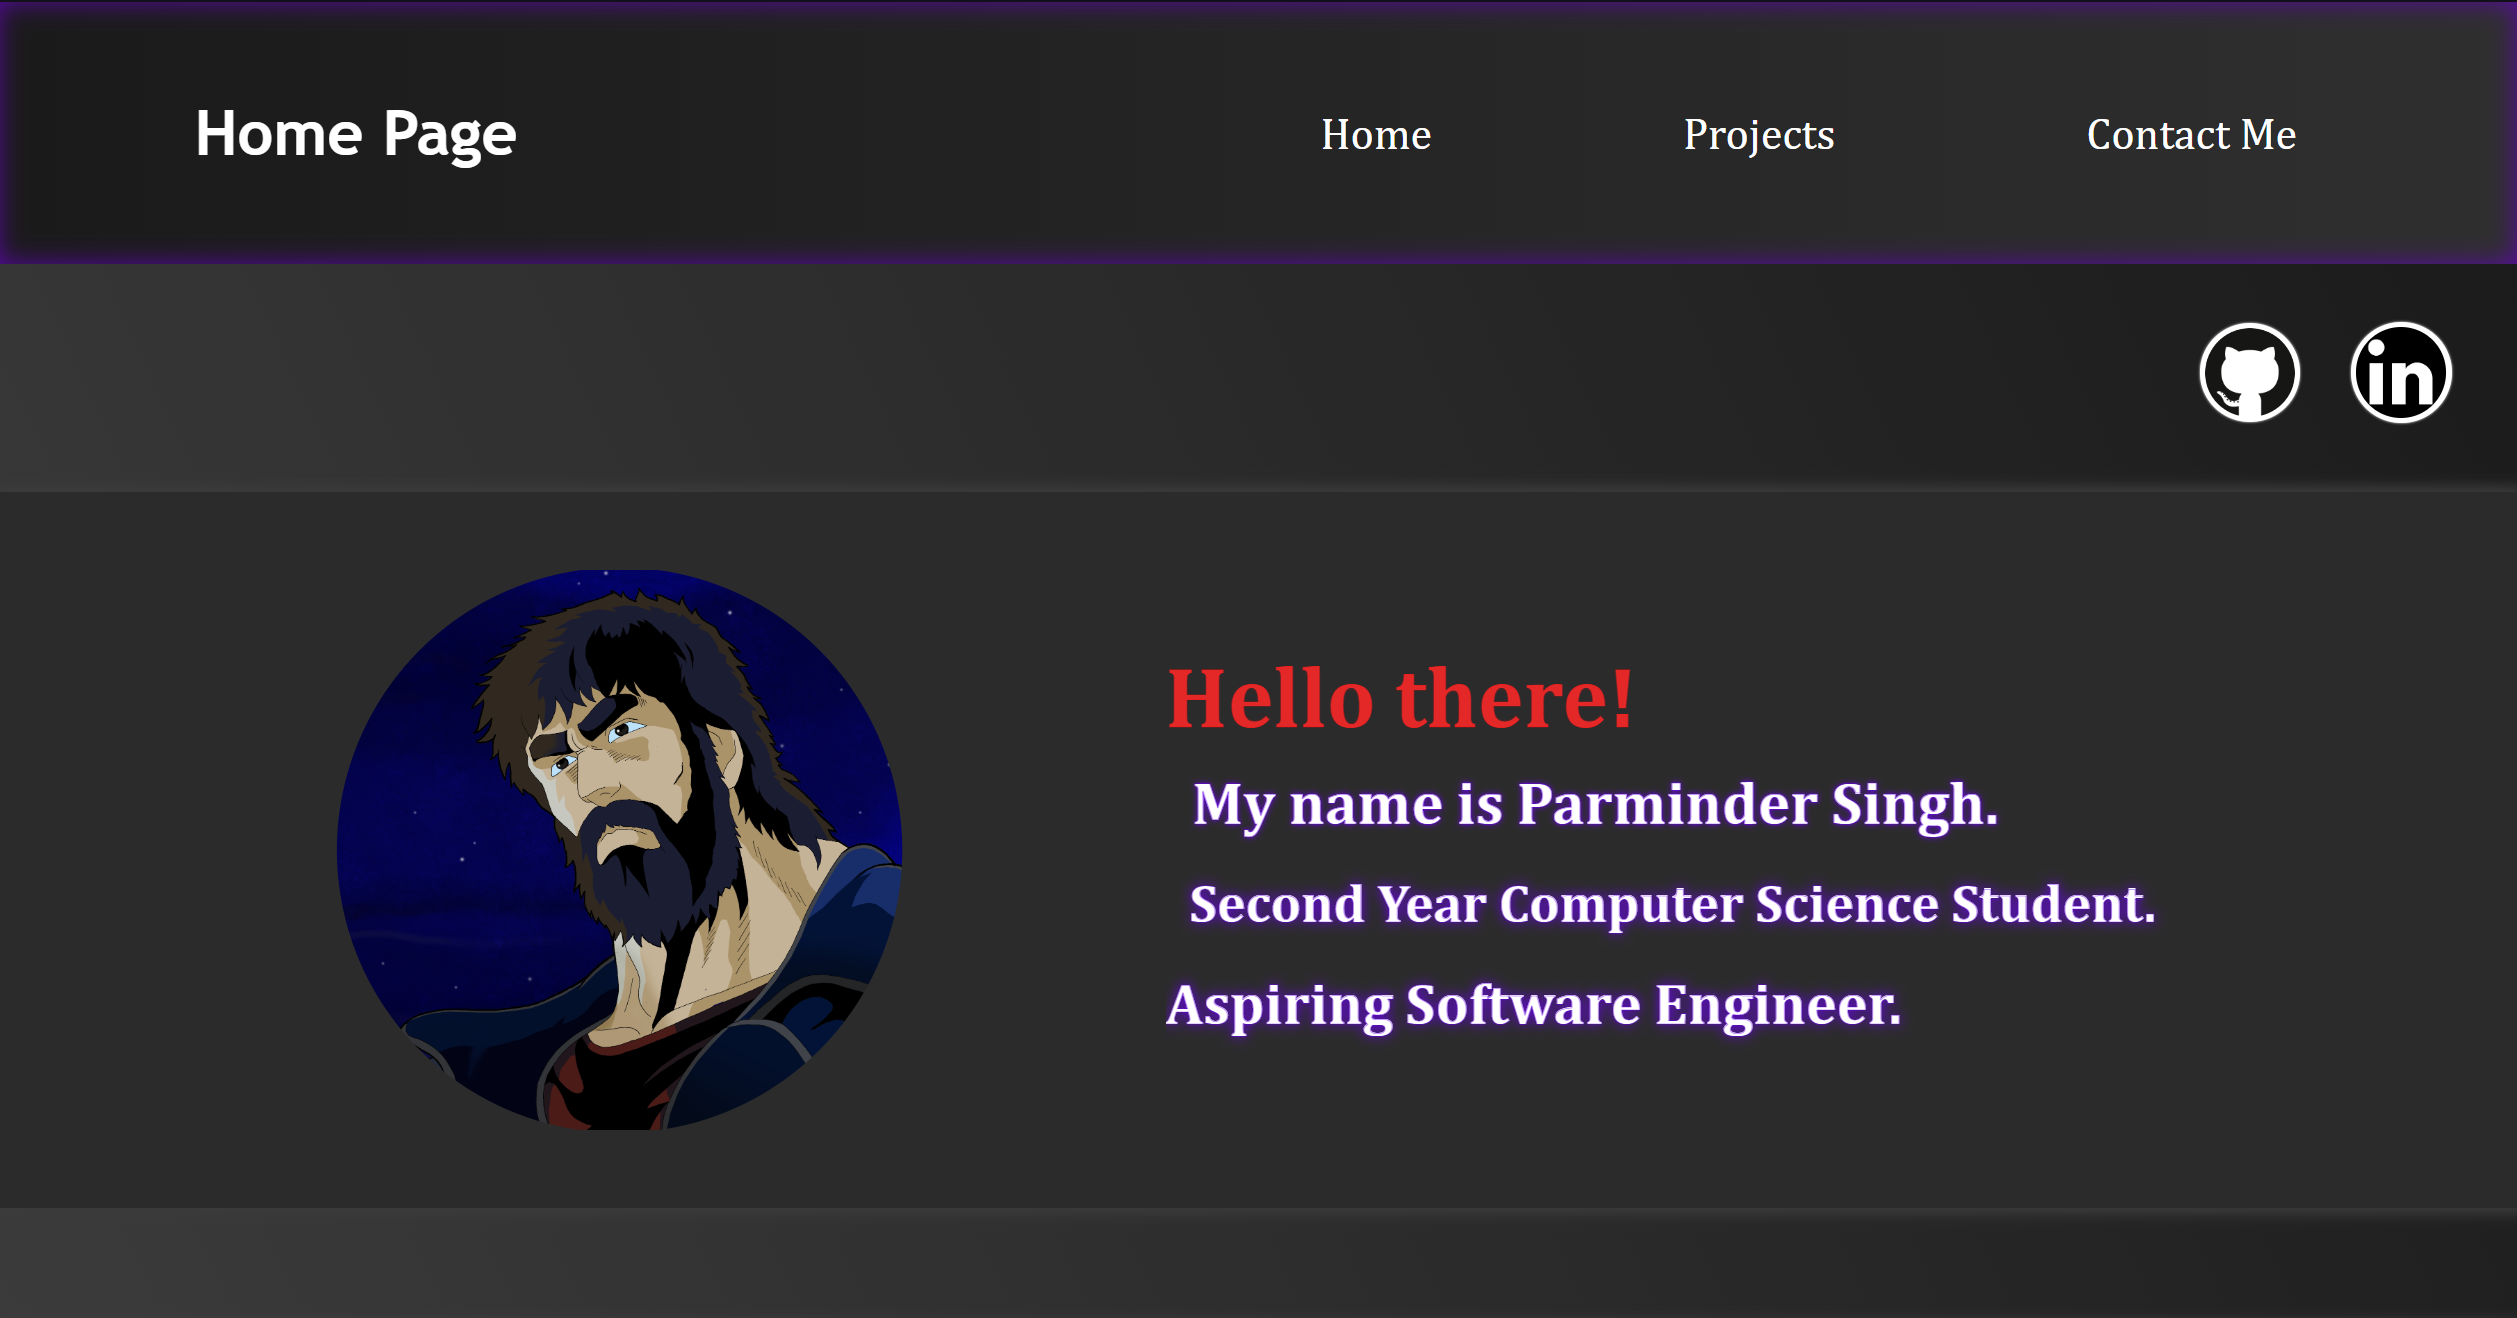 Home Page
Home
Projects
Contact Me
in
Hello there!
My name is Parminder Singh.
Second Year Computer Science Student.
Aspiring Software Engineer.